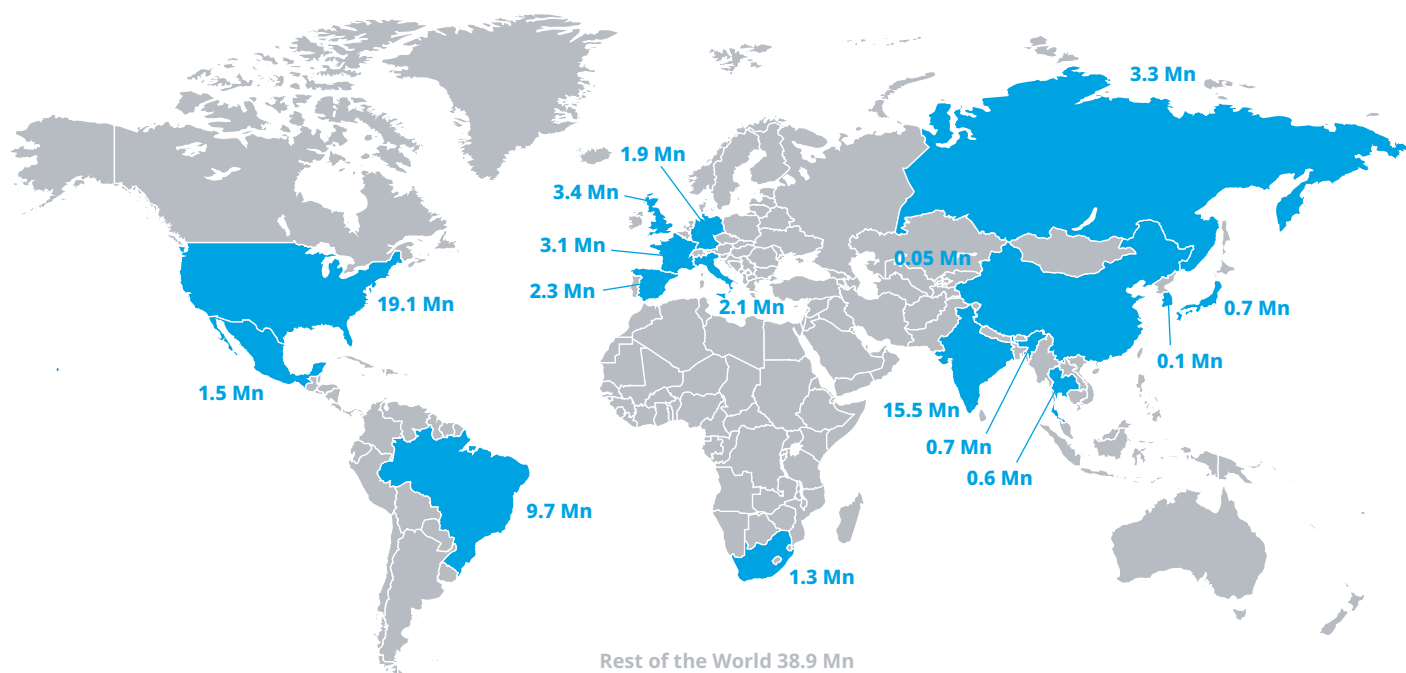 3.3 Mn
1.9 Mn
3.4 Mn
3.1 Mn
0.05 Mn
2.3 Mn
19.1 Mn
2.1 Mn
0.7 Mn
0.1 Mn
1.5 Mn
15.5 Mn
0.7 Mn
0.6 Mn
9.7 Mn
1.3 Mn
Rest of the World 38.9 Mn